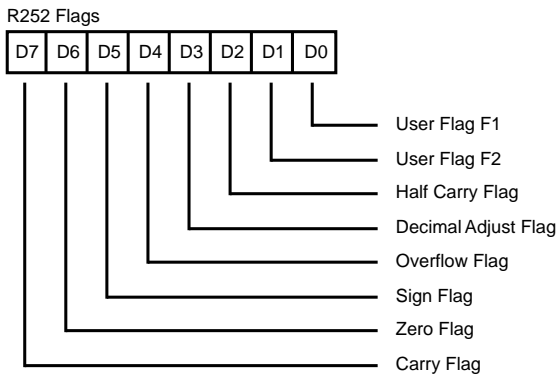 R252 Flags
D7 D6 D5 D4 D3 D2 D1 D0
User Flag F1
User Flag F2
Half Carry Flag
Decimal Adjust Flag
Overflow Flag
Sign Flag
Zero Flag
Carry Flag